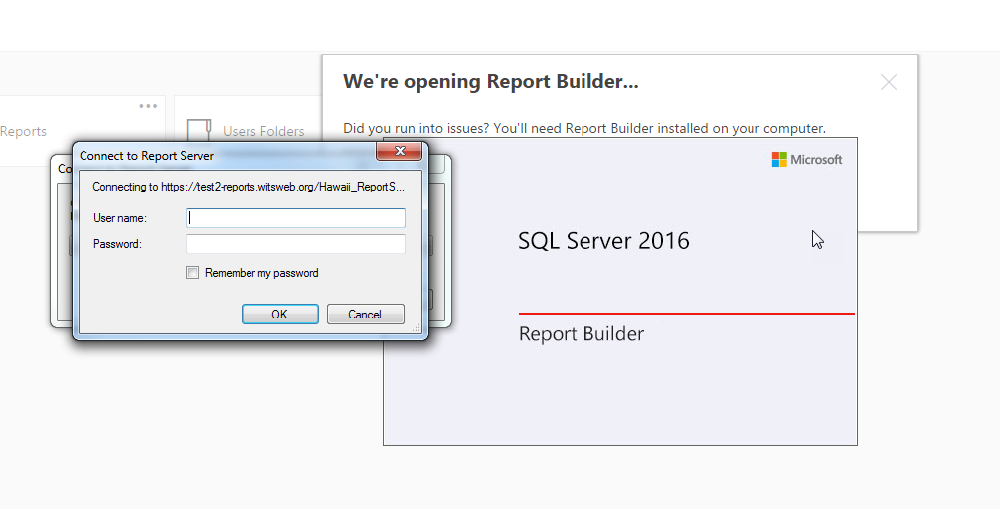 We're opening Report Builder...
Reports
Users Folders
Did you run into issues? You'll need Report Builder installed on your computer.
Connect to Report Server
Connecting to https://test2-reports.witsweb.org/Hawaii_ReportS...
User name:
Password:
Remember my password
OK
Cancel
Microsoft
SQL Server 2016
Report Builder